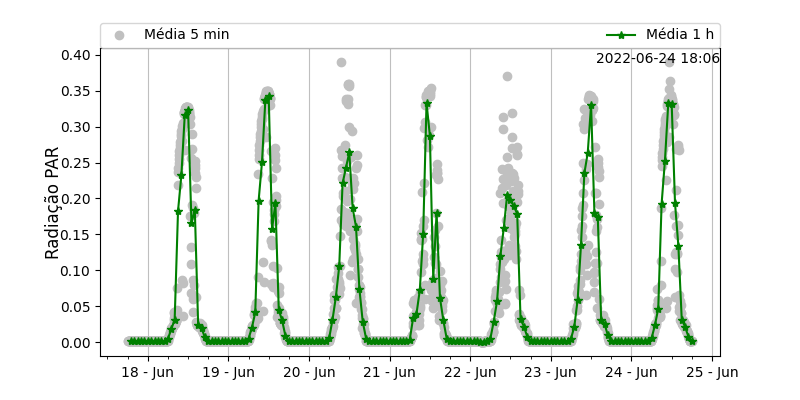 Média 5 min
Média 1 h
2022-06-24 18:06
Radiação PAR
0.40
0.35
0.30
0.25
0.20
0.15
0.10
0.05
0.00
18 - Jun
19 - Jun
20 - Jun
21 - Jun
22 - Jun
23 - Jun
24 - Jun
25 - Jun